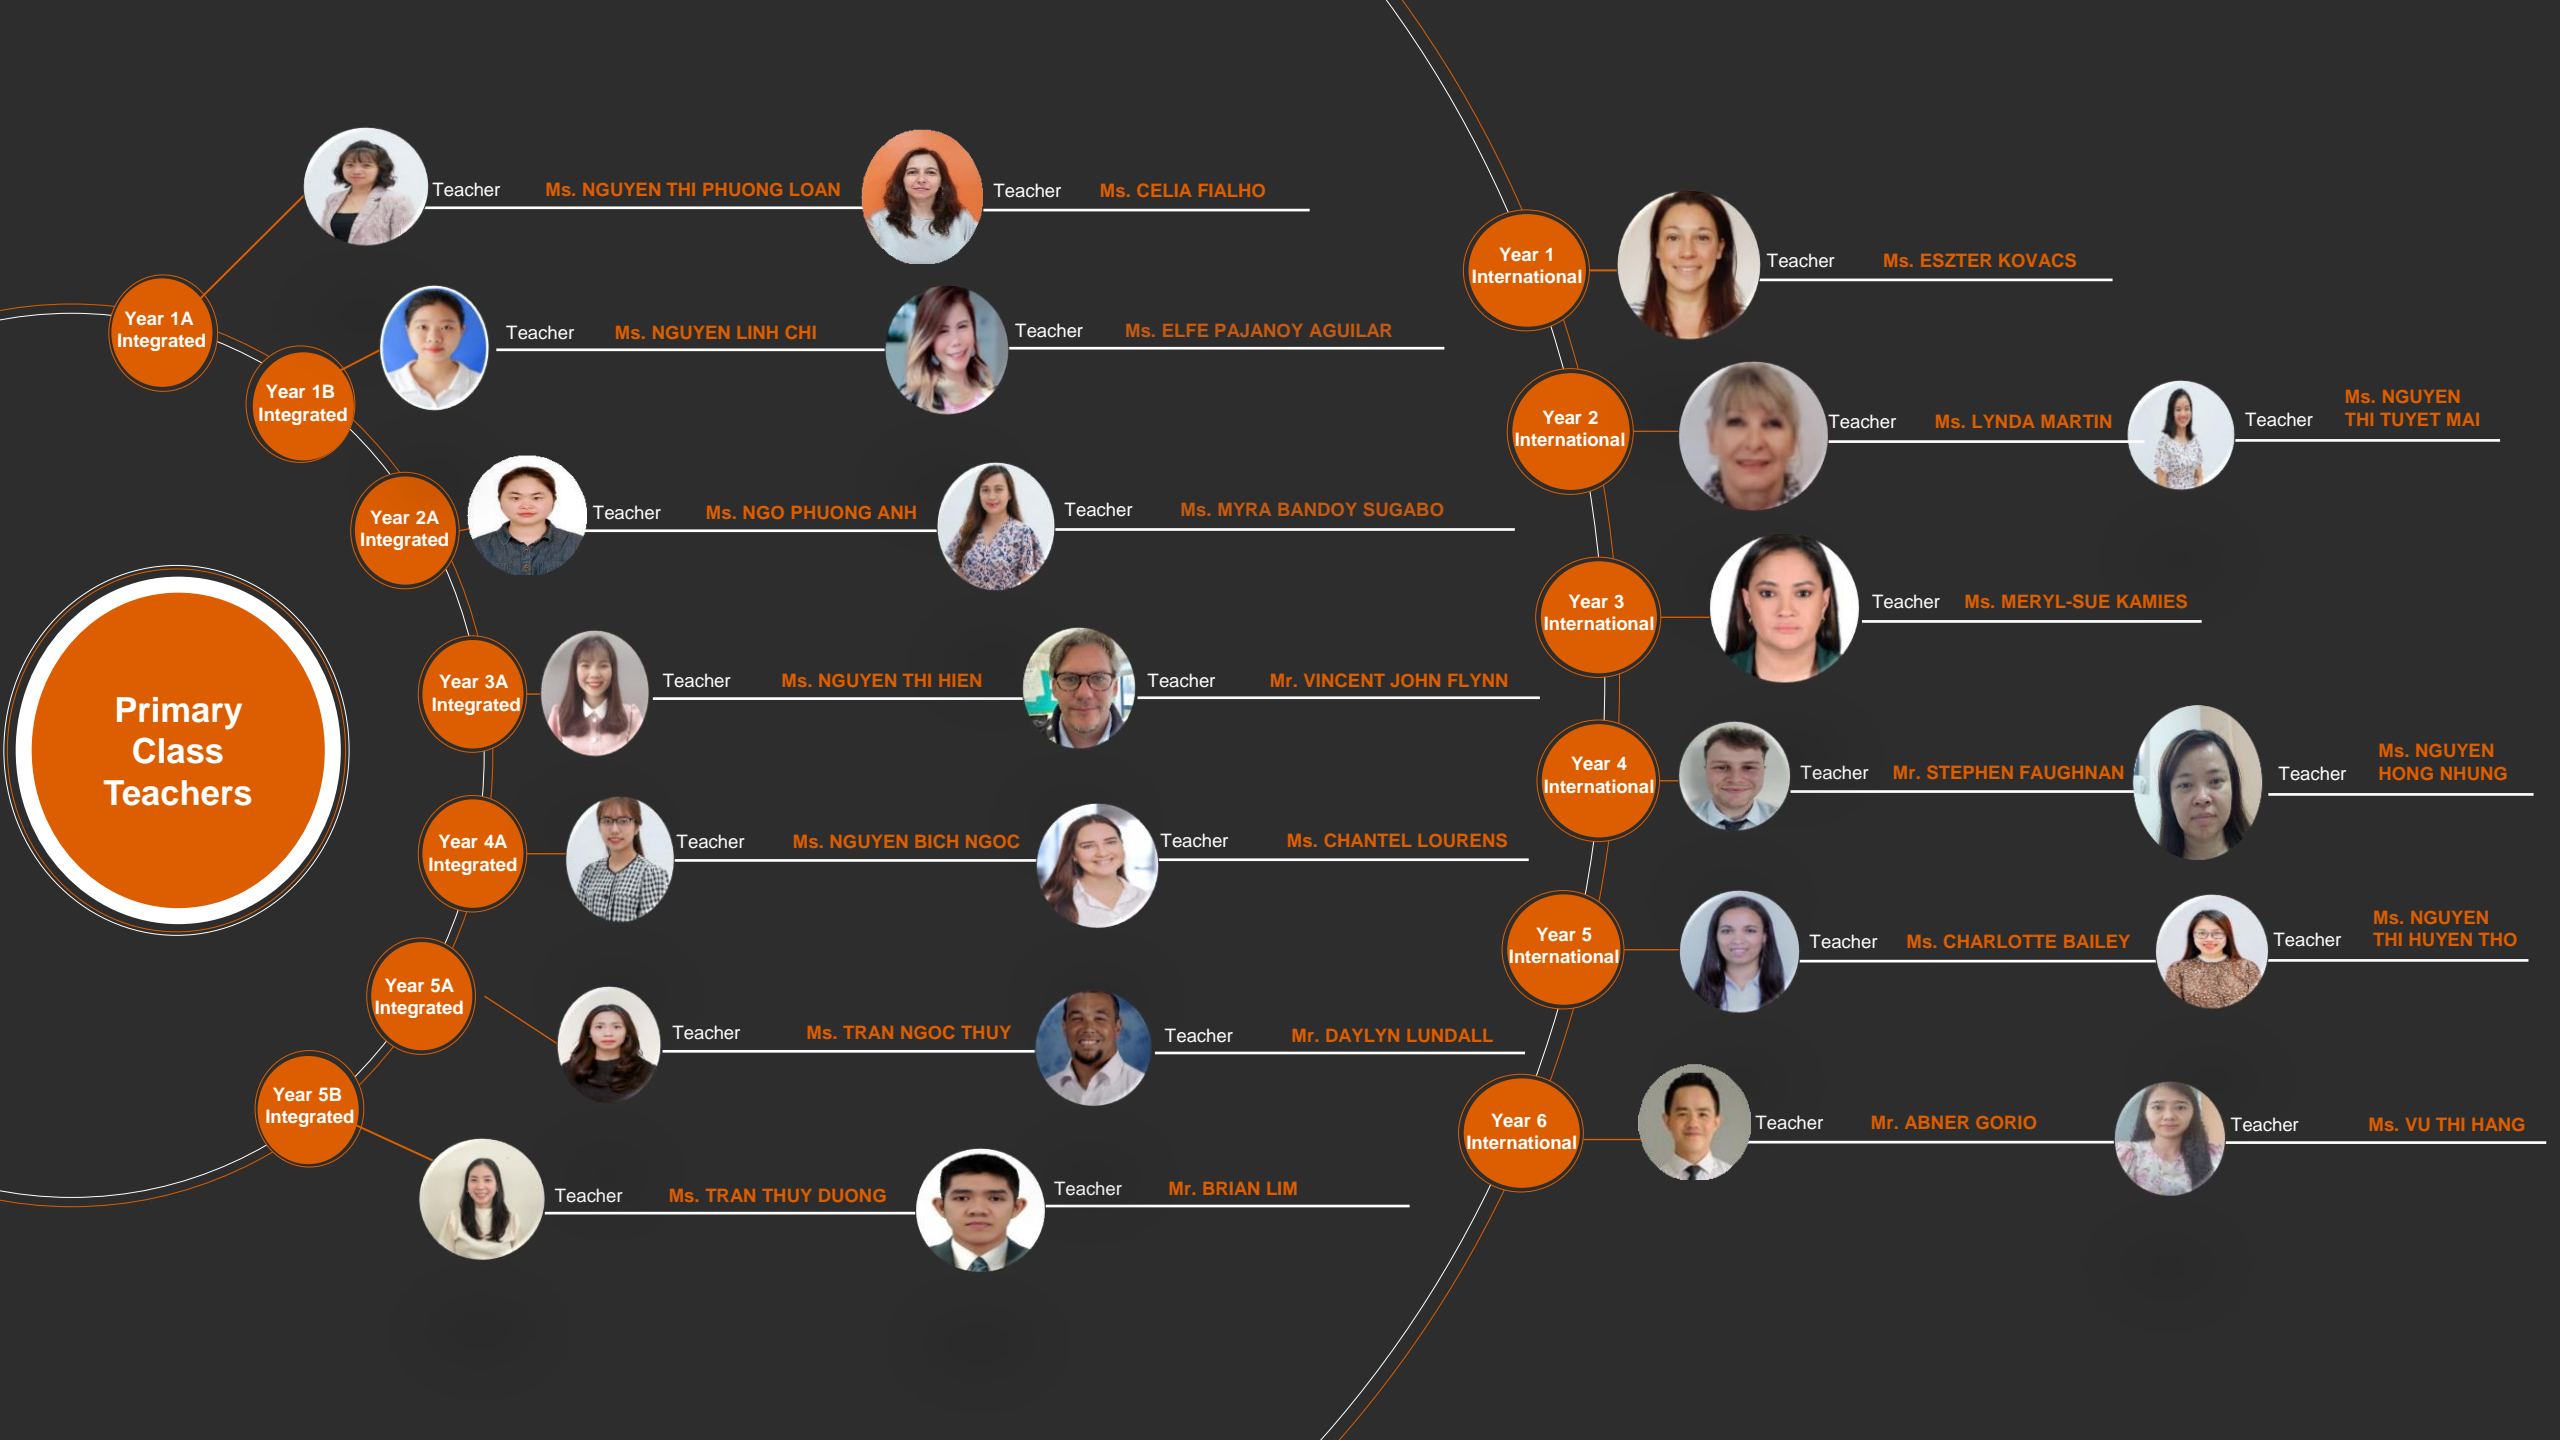 Primary
Class
Teachers
Year 1A
Integrated
Teacher Ms. NGUYEN THI PHUONG LOAN Teacher Ms. CELIA FIALHO
Year 1B
Integrated
Teacher Ms. NGUYEN LINH CHI Teacher Ms. ELFE PAJANOY AGUILAR
Year 2A
Integrated
Teacher Ms. NGO PHUONG ANH Teacher Ms. MYRA BANDOY SUGABO
Year 3A
Integrated
Teacher Ms. NGUYEN THI HIEN Teacher Mr. VINCENT JOHN FLYNN
Year 4A
Integrated
Teacher Ms. NGUYEN BICH NGOC Teacher Ms. CHANTEL LOURENS
Year 5A
Integrated
Teacher Ms. TRAN NGOC THUY Teacher Mr. DAYLYN LUNDALL
Year 5B
Integrated
Teacher Ms. TRAN THUY DUONG Teacher Mr. BRIAN LIM
Year 1
International
Teacher Ms. ESZTER KOVACS
Year 2
International
Teacher Ms. LYNDA MARTIN Teacher Ms. NGUYEN
THI TUYET MAI
Year 3
International
Teacher Ms. MERYL-SUE KAMIES
Year 4
International
Teacher Mr. STEPHEN FAUGHNAN Teacher Ms. NGUYEN
HONG NHUNG
Year 5
International
Teacher Ms. CHARLOTTE BAILEY Teacher Ms. NGUYEN
THI HUYEN THO
Year 6
International
Teacher Mr. ABNER GORIO Teacher Ms. VU THI HANG